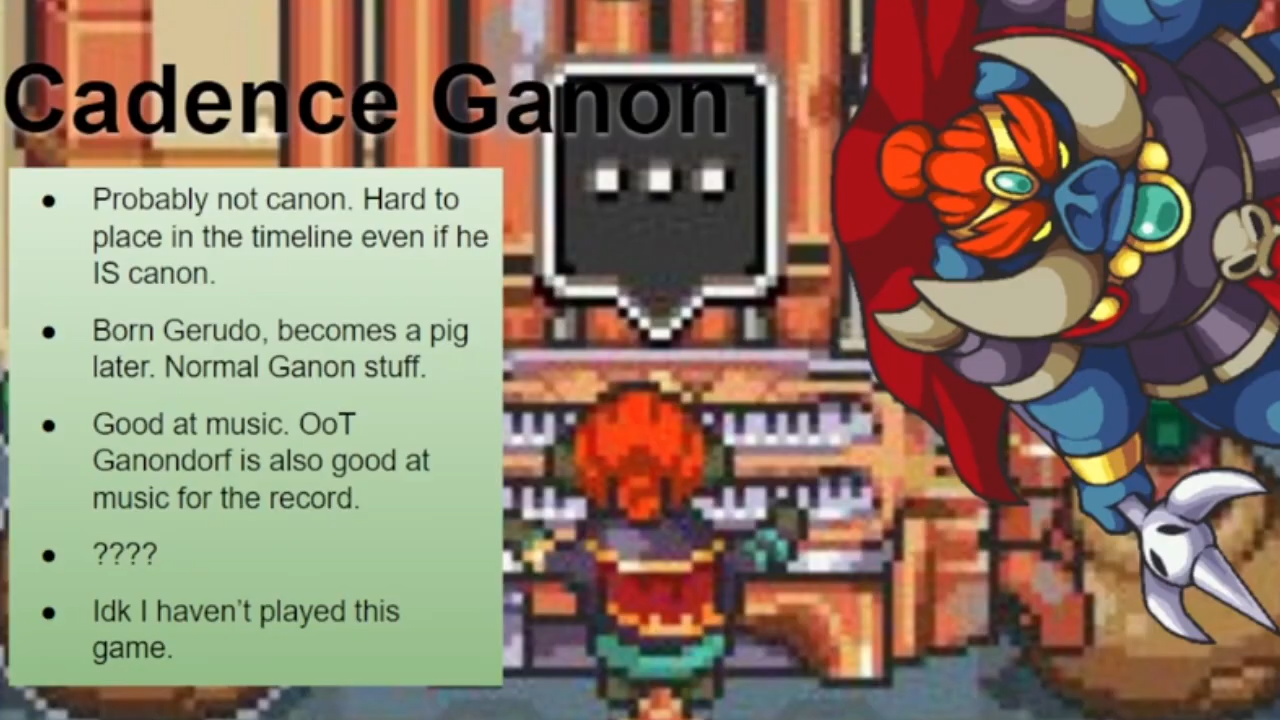 Cadence Ganon
...
● Probably not canon. Hard to
place in the timeline even if he
IS canon.
● Born Gerudo, becomes a pig
later. Normal Ganon stuff.
● Good at music. OoT
Ganondorf is also good at
music for the record.
● ????
● Idk I haven’t played this
game.